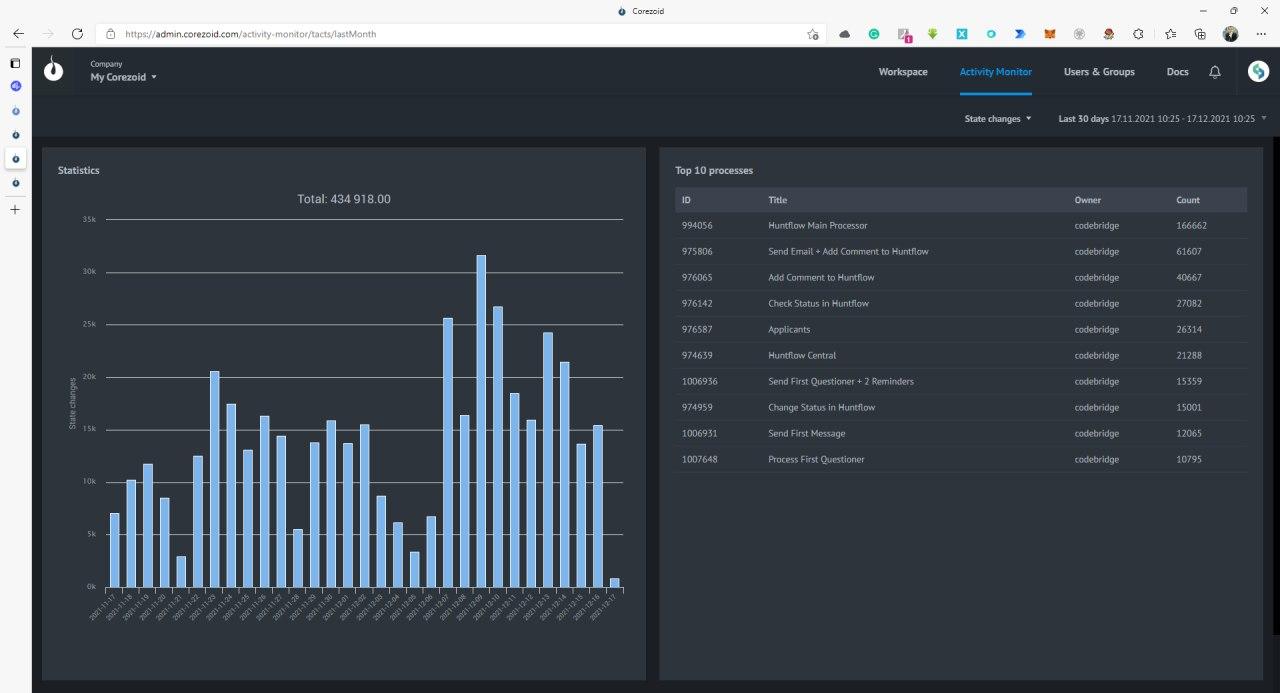 Corezoid
https://admin.corezoid.com/activity-monitor/tacts/lastMonth
1
Company
My Corezoid
Workspace
Activity Monitor
Users & Groups
Docs
State changes
Last 30 days 17.11.2021 10:25 - 17.12.2021 10:25
Statistics
Total: 434 918.00
35k
30k
25k
20k
15k
10k
5k
0k
State changes
2021-11-17
2021-11-18
2021-11-19
2021-11-20
2021-11-21
2021-11-22
2021-11-23
2021-11-24
2021-11-25
2021-11-26
2021-11-27
2021-11-28
2021-11-29
2021-11-30
2021-12-01
2021-12-02
2021-12-03
2021-12-04
2021-12-05
2021-12-06
2021-12-07
2021-12-08
2021-12-09
2021-12-10
2021-12-11
2021-12-12
2021-12-13
2021-12-14
2021-12-15
2021-12-16
2021-12-17
Top 10 processes
ID Title Owner Count
994056 Huntflow Main Processor codebridge 166662
975806 Send Email + Add Comment to Huntflow codebridge 61607
976065 Add Comment to Huntflow codebridge 40667
976142 Check Status in Huntflow codebridge 27082
976587 Applicants codebridge 26314
974639 Huntflow Central codebridge 21288
1006936 Send First Questioner + 2 Reminders codebridge 15359
974959 Change Status in Huntflow codebridge 15001
1006931 Send First Message codebridge 12065
1007648 Process First Questioner codebridge 10795